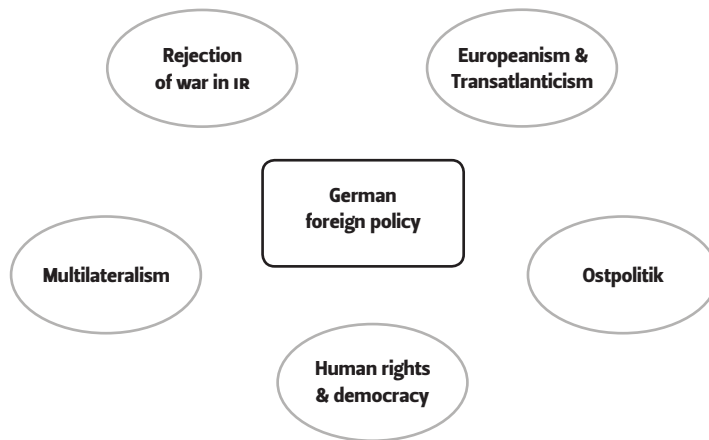 Rejection
of war in IR
Europeanism &
Transatlanticism
German
foreign policy
Multilateralism
Ostpolitik
Human rights
& democracy